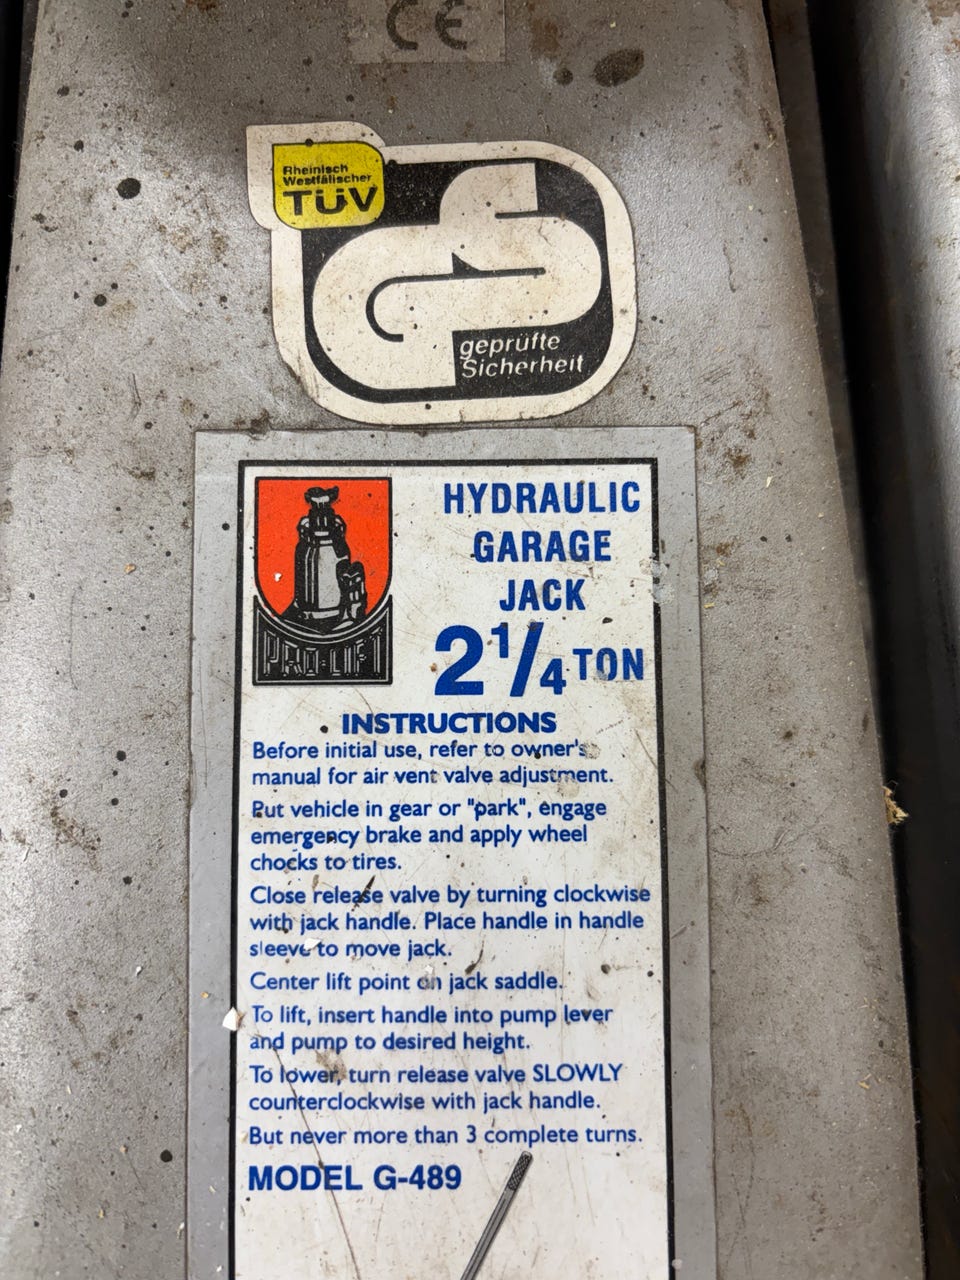 CE
Rheinisch
Westfälischer
TÜV
geprüfte
Sicherheit
PRO-LIFT
HYDRAULIC
GARAGE
JACK
2 1/4 TON
INSTRUCTIONS
Before initial use, refer to owner's
manual for air vent valve adjustment.
Put vehicle in gear or "park", engage
emergency brake and apply wheel
chocks to tires.
Close release valve by turning clockwise
with jack handle. Place handle in handle
sleeve to move jack.
Center lift point on jack saddle.
To lift, insert handle into pump lever
and pump to desired height.
To lower, turn release valve SLOWLY
counterclockwise with jack handle.
But never more than 3 complete turns.
MODEL G-489